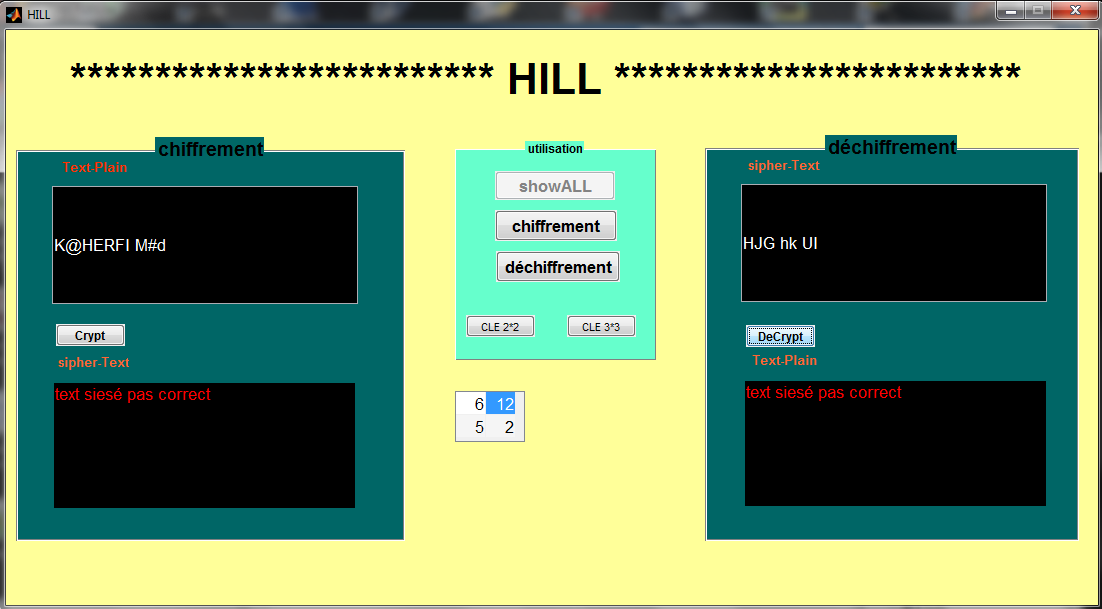 HILL
************************* HILL ************************
chiffrement
Text-Plain
K@HERFI M#d
Crypt
sipher-Text
text siesé pas correct
utilisation
showALL
chiffrement
déchiffrement
CLE 2*2
CLE 3*3
6 12
5 2
déchiffrement
sipher-Text
HJG hk UI
DeCrypt
Text-Plain
text siesé pas correct